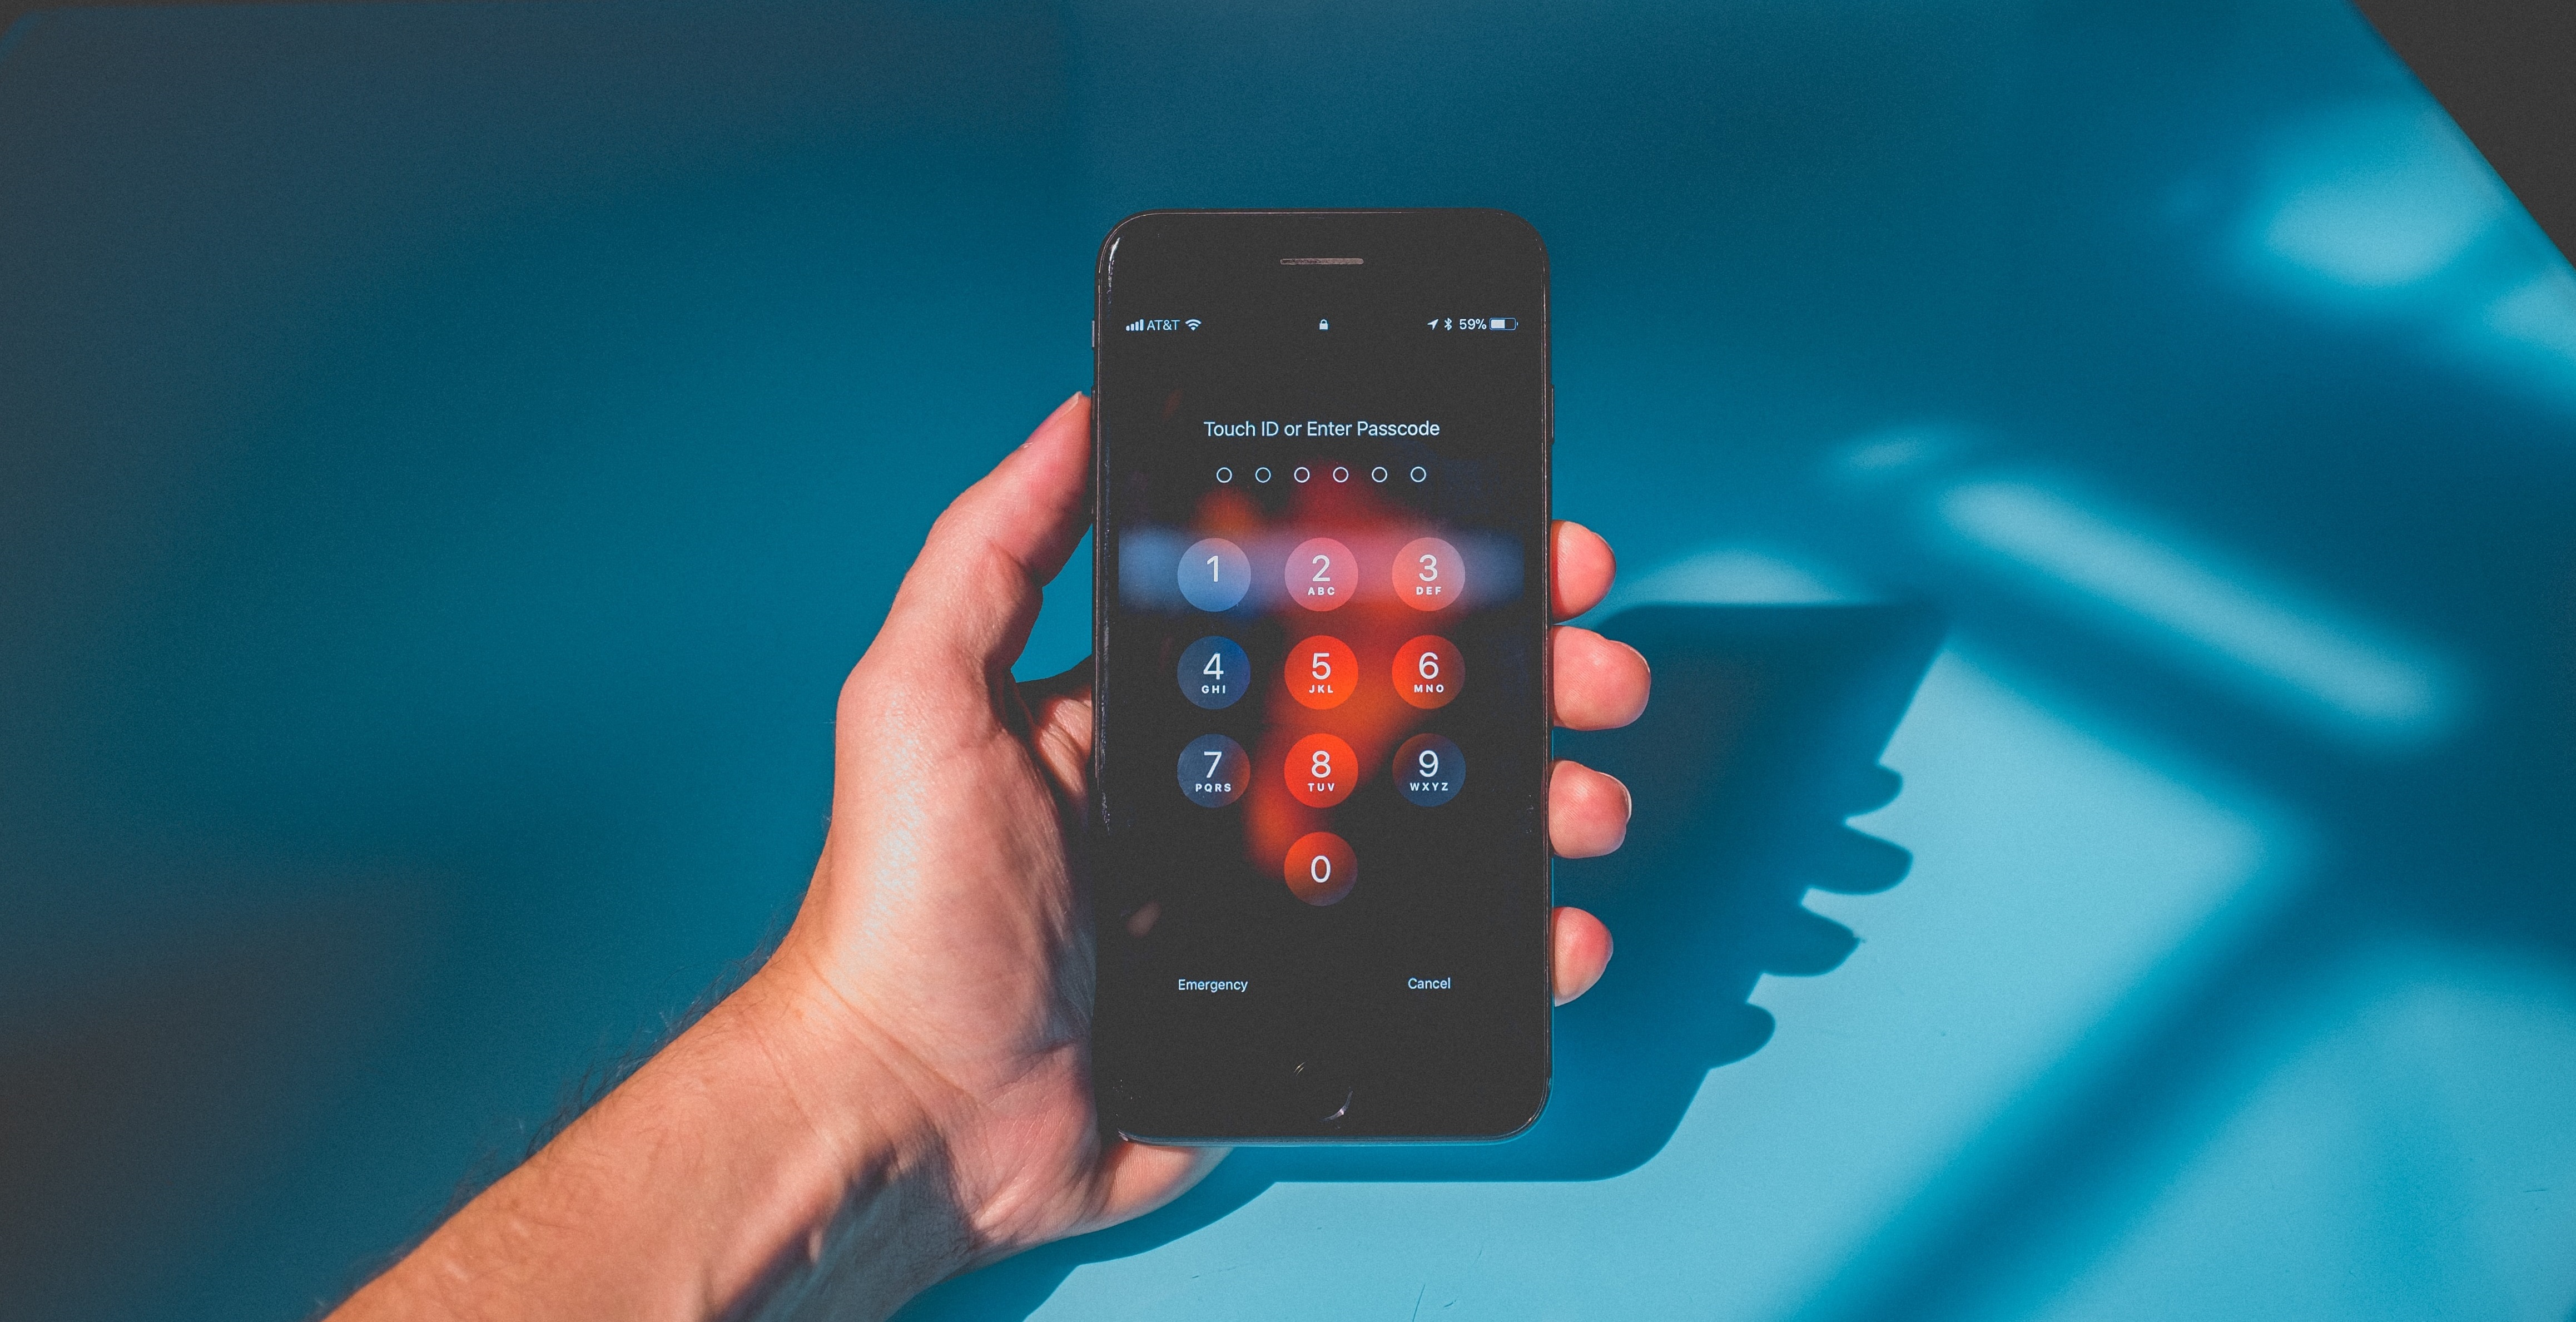 AT&T 59%
Touch ID or Enter Passcode
1 2 3
ABC DEF
4 5 6
GHI JKL MNO
7 8 9
PQRS TUV WXYZ
0
Emergency Cancel